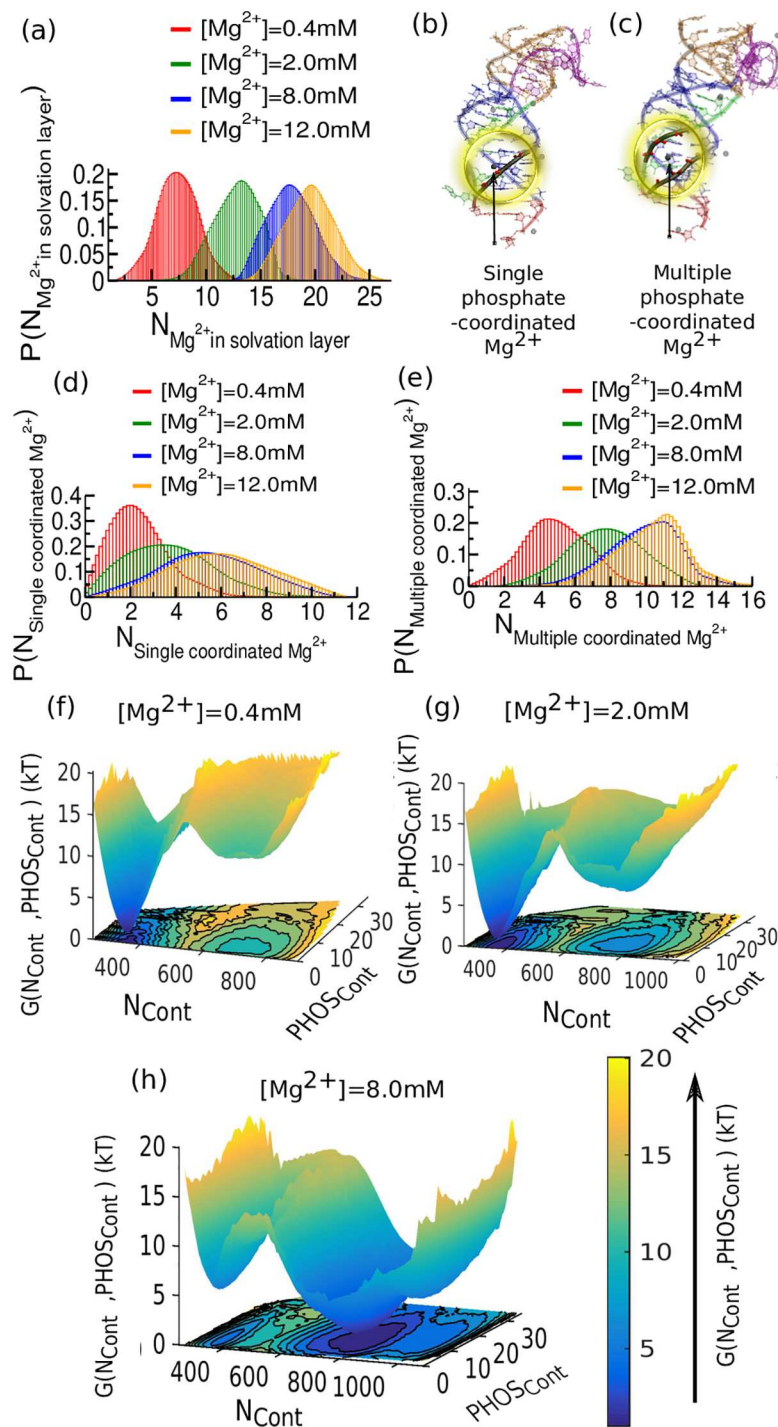 (a)
[Mg2+]=0.4mM
[Mg2+]=2.0mM
[Mg2+]=8.0mM
[Mg2+]=12.0mM
P(NMg2+in solvation layer)
0.2
0.15
0.1
0.05
0
5 10 15 20 25
NMg2+in solvation layer
(b)
Single
phosphate
-coordinated
Mg2+
(c)
Multiple
phosphate
-coordinated
Mg2+
(d)
[Mg2+]=0.4mM
[Mg2+]=2.0mM
[Mg2+]=8.0mM
[Mg2+]=12.0mM
P(NSingle coordinated Mg2+)
0.4
0.3
0.2
0.1
0
0 2 4 6 8 10 12
NSingle coordinated Mg2+
(e)
[Mg2+]=0.4mM
[Mg2+]=2.0mM
[Mg2+]=8.0mM
[Mg2+]=12.0mM
P(NMultiple coordinated Mg2+)
0.3
0.2
0.1
0
0 2 4 6 8 10 12 14 16
NMultiple coordinated Mg2+
(f)
[Mg2+]=0.4mM
G(NCont ,PHOSCont) (kT)
20
15
10
5
0
400 600 800
NCont
0 10 20 30
PHOSCont
(g)
[Mg2+]=2.0mM
G(NCont ,PHOSCont) (kT)
20
15
10
5
0
400 600 800 1000
NCont
0 10 20 30
PHOSCont
(h)
[Mg2+]=8.0mM
G(NCont ,PHOSCont) (kT)
20
15
10
5
0
400 600 800 1000
NCont
0 10 20 30
PHOSCont
20
15
10
5
G(NCont ,PHOSCont) (kT)